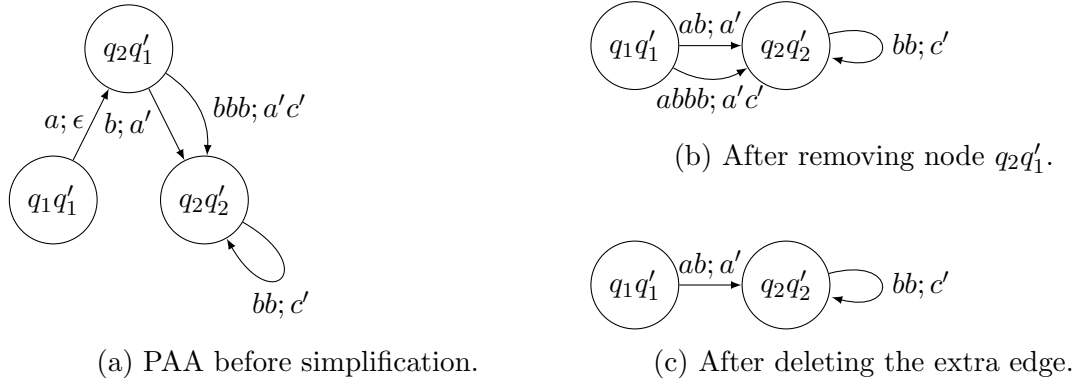 q₂q′₁
a; ϵ
b; a′
bbb; a′c′
q₁q′₁
q₂q′₂
bb; c′
(a) PAA before simplification.
q₁q′₁
ab; a′
q₂q′₂
bb; c′
abbb; a′c′
(b) After removing node q₂q′₁.
q₁q′₁
ab; a′
q₂q′₂
bb; c′
(c) After deleting the extra edge.